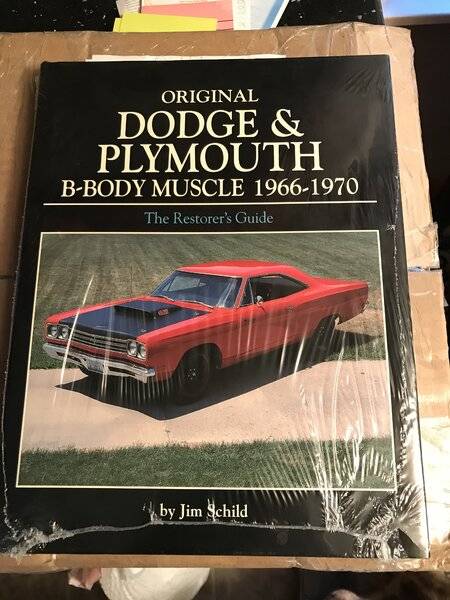 ORIGINAL
DODGE &
PLYMOUTH
B-BODY MUSCLE 1966-1970
The Restorer's Guide
by Jim Schild